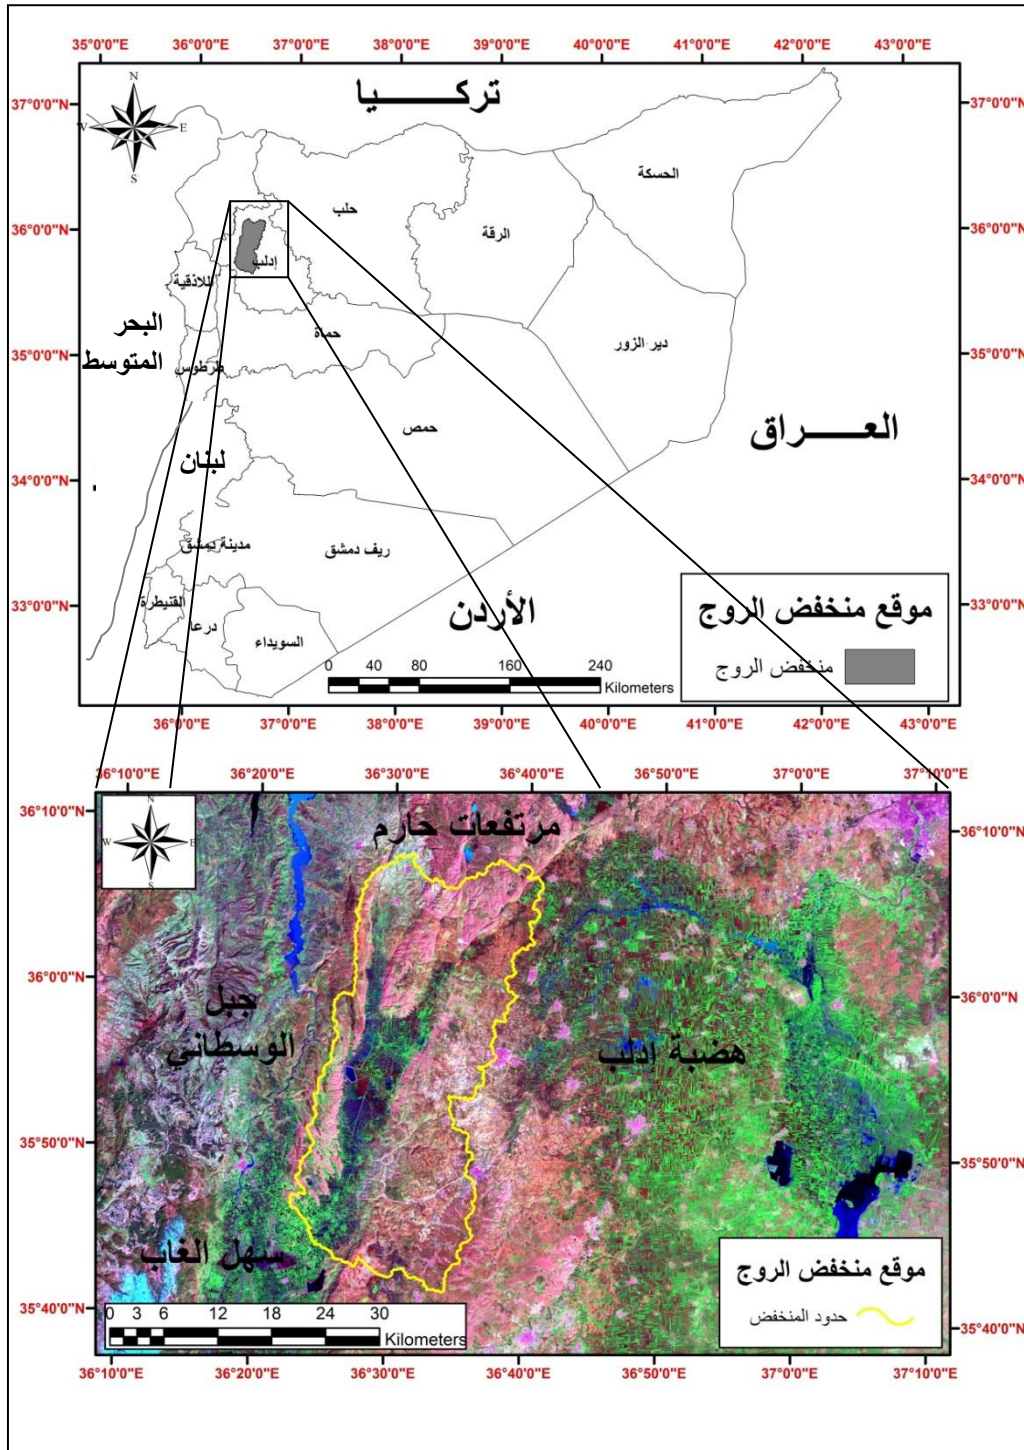 35°0'0"E 36°0'0"E 37°0'0"E 38°0'0"E 39°0'0"E 40°0'0"E 41°0'0"E 42°0'0"E 43°0'0"E
تركـــــيا
N
W E
S
37°0'0"N 37°0'0"N
الحسكة
حلب
الرقة
36°0'0"N 36°0'0"N
إدلب
اللاذقية
البحر
المتوسط
حماة
دير الزور
35°0'0"N 35°0'0"N
طرطوس
حمص
العـــــراق
لبنان
34°0'0"N 34°0'0"N
مدينة دمشق
ريف دمشق
33°0'0"N 33°0'0"N
القنيطرة
درعا
السويداء
الأردن
موقع منخفض الروج
منخفض الروج
0 40 80 160 240
Kilometers
36°0'0"E 37°0'0"E 38°0'0"E 39°0'0"E 40°0'0"E 41°0'0"E 42°0'0"E 43°0'0"E
36°10'0"E 36°20'0"E 36°30'0"E 36°40'0"E 36°50'0"E 37°0'0"E 37°10'0"E
36°10'0"N 36°10'0"N
N
W E
S
مرتفعات حارم
36°0'0"N 36°0'0"N
جبل
الوسطاني
هضبة إدلب
35°50'0"N 35°50'0"N
سهل الغاب
موقع منخفض الروج
حدود المنخفض
35°40'0"N 35°40'0"N
0 3 6 12 18 24 30
Kilometers
36°10'0"E 36°20'0"E 36°30'0"E 36°40'0"E 36°50'0"E 37°0'0"E 37°10'0"E